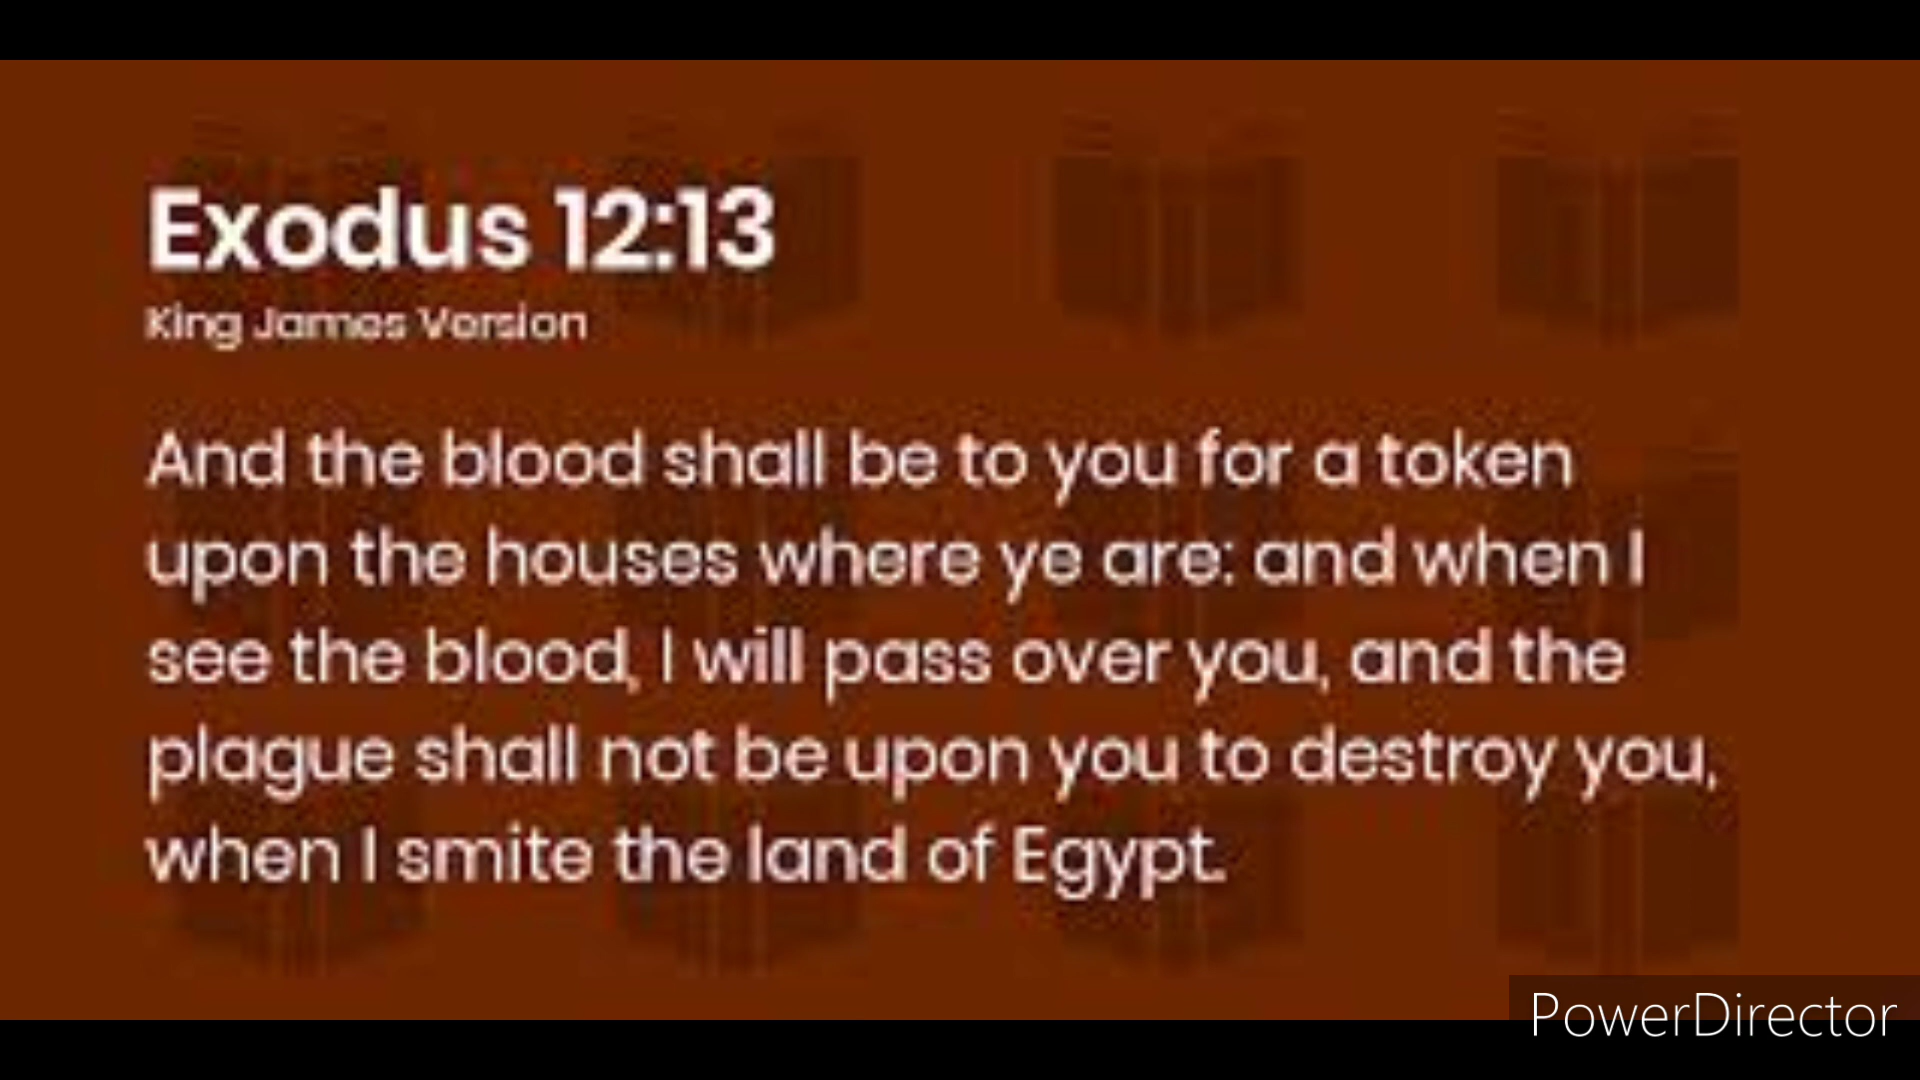 Exodus 12:13
King James Version
And the blood shall be to you for a token
upon the houses where ye are: and when I
see the blood, I will pass over you, and the
plague shall not be upon you to destroy you,
when I smite the land of Egypt.
PowerDirector